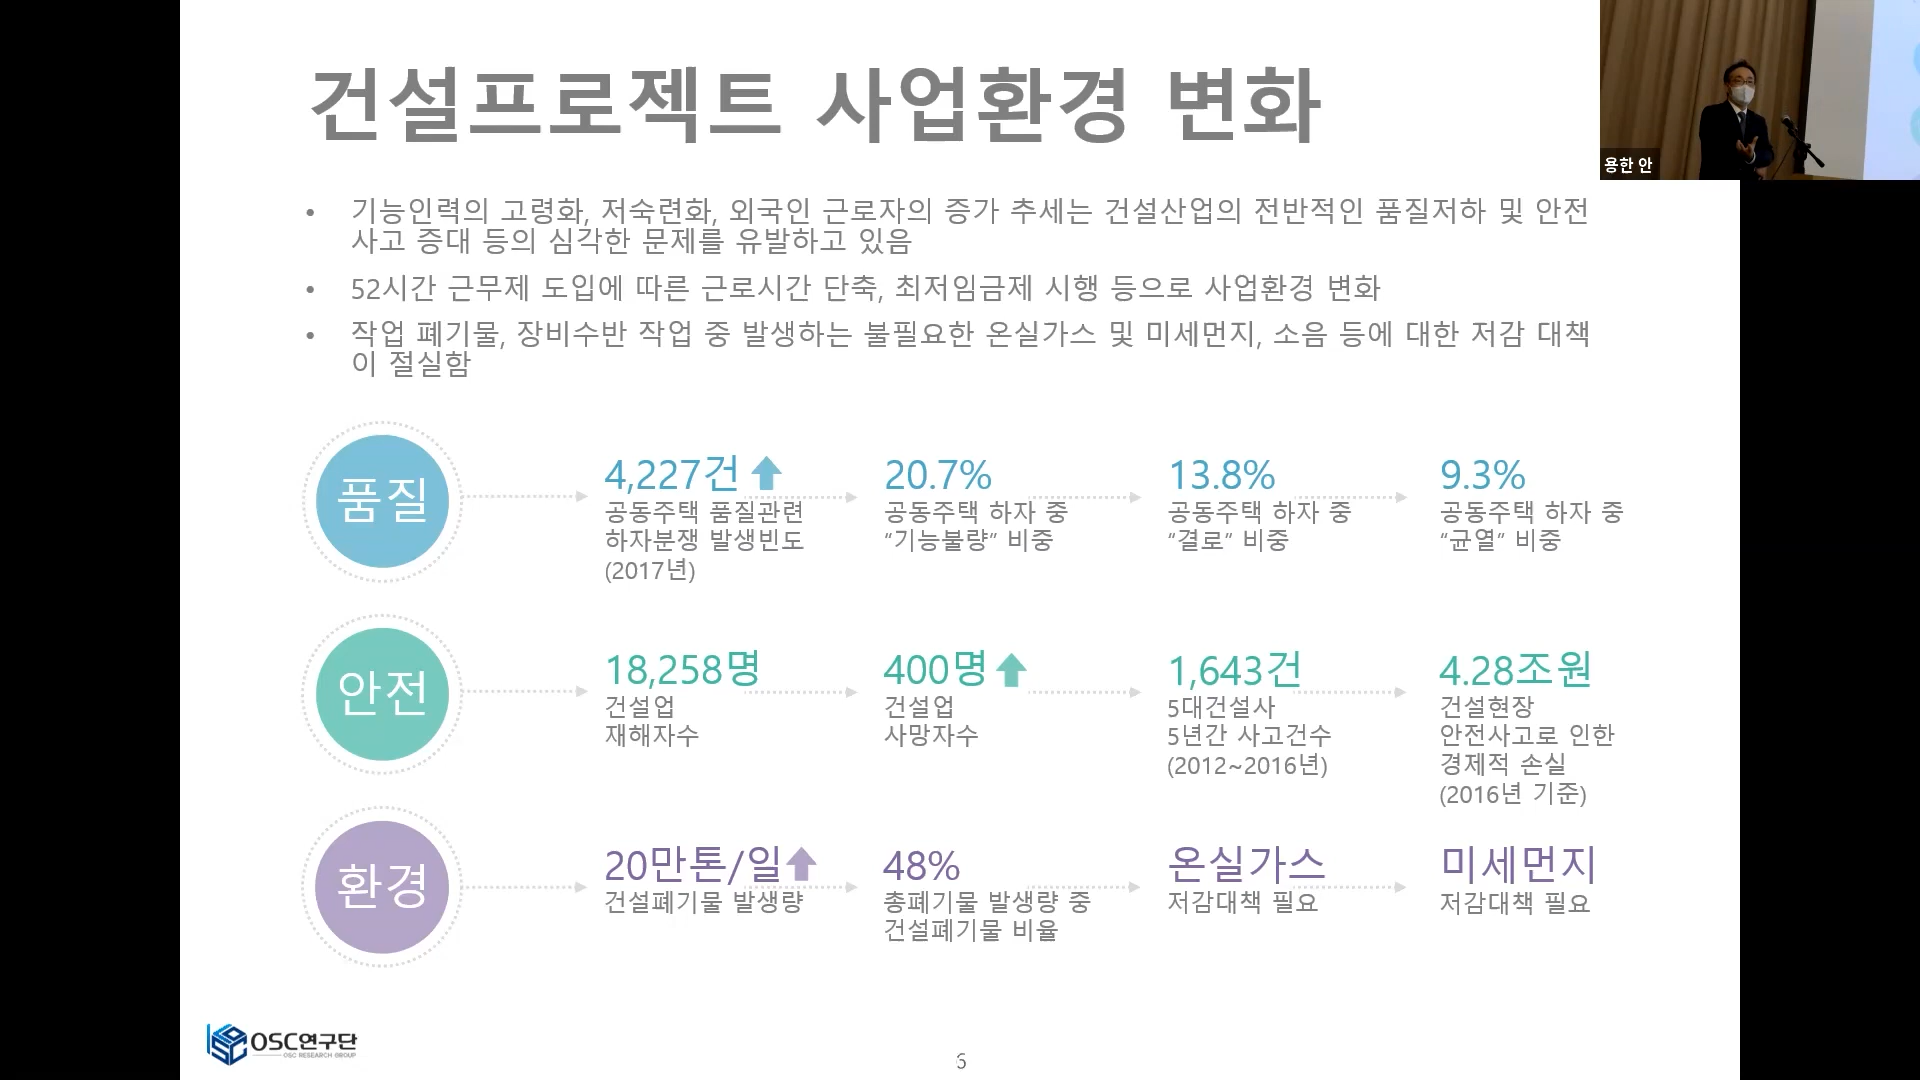 건설프로젝트 사업환경 변화
용한 안
• 기능인력의 고령화, 저숙련화, 외국인 근로자의 증가 추세는 건설산업의 전반적인 품질저하 및 안전
사고 증대 등의 심각한 문제를 유발하고 있음
• 52시간 근무제 도입에 따른 근로시간 단축, 최저임금제 시행 등으로 사업환경 변화
• 작업 폐기물, 장비수반 작업 중 발생하는 불필요한 온실가스 및 미세먼지, 소음 등에 대한 저감 대책
이 절실함
품질
4,227건
공동주택 품질관련
하자분쟁 발생빈도
(2017년)
20.7%
공동주택 하자 중
“기능불량” 비중
13.8%
공동주택 하자 중
“결로” 비중
9.3%
공동주택 하자 중
“균열” 비중
안전
18,258명
건설업
재해자수
400명
건설업
사망자수
1,643건
5대건설사
5년간 사고건수
(2012~2016년)
4.28조원
건설현장
안전사고로 인한
경제적 손실
(2016년 기준)
환경
20만톤/일
건설폐기물 발생량
48%
총폐기물 발생량 중
건설폐기물 비율
온실가스
저감대책 필요
미세먼지
저감대책 필요
OSC연구단
OSC RESEARCH GROUP
6